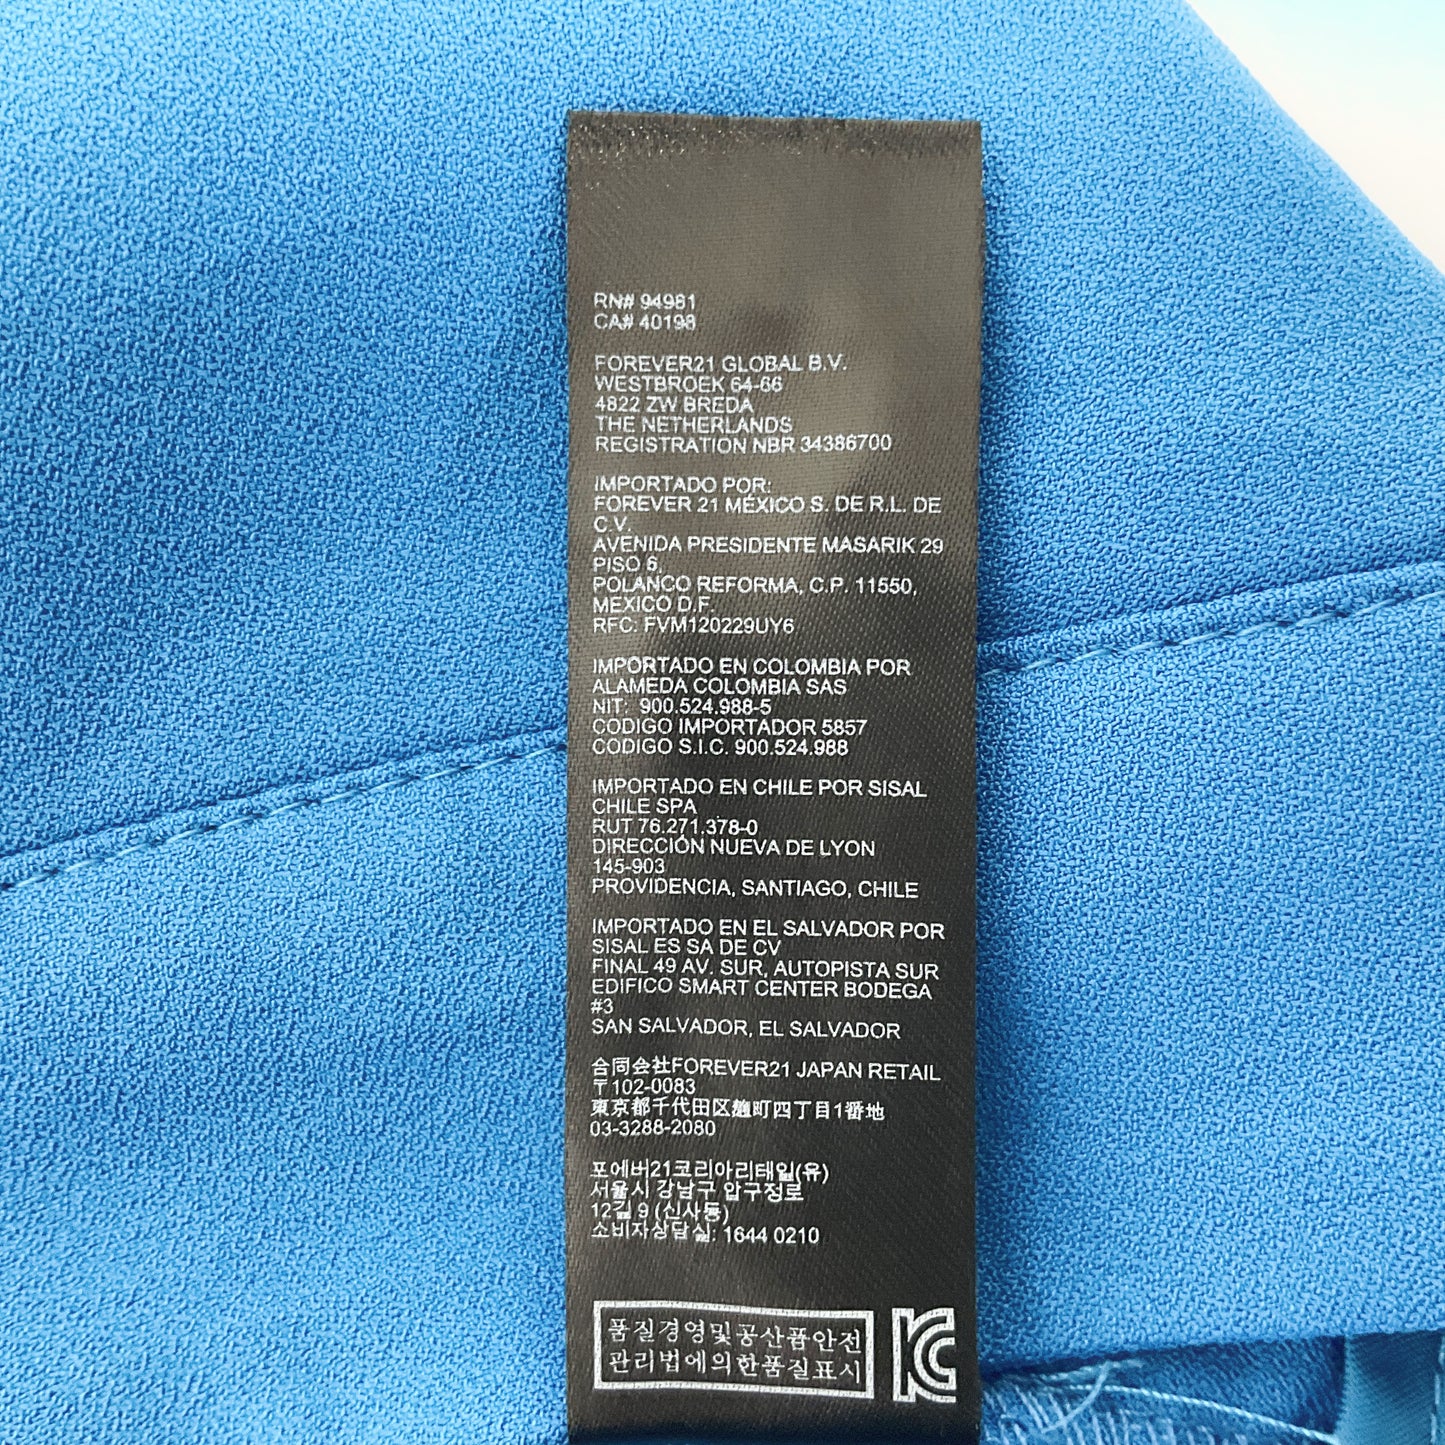 RN# 94981
CA# 40198
FOREVER21 GLOBAL B.V.
WESTBROEK 64-66
4822 ZW BREDA
THE NETHERLANDS
REGISTRATION NBR 34386700
IMPORTADO POR:
FOREVER 21 MÉXICO S. DE R.L. DE
C.V.
AVENIDA PRESIDENTE MASARIK 29
PISO 6,
POLANCO REFORMA, C.P. 11550,
MEXICO D.F.
RFC: FVM120229UY6
IMPORTADO EN COLOMBIA POR
ALAMEDA COLOMBIA SAS
NIT: 900.524.988-5
CODIGO IMPORTADOR 5857
CODIGO S.I.C. 900.524.988
IMPORTADO EN CHILE POR SISAL
CHILE SPA
RUT 76.271.378-0
DIRECCIÓN NUEVA DE LYON
145-903
PROVIDENCIA, SANTIAGO, CHILE
IMPORTADO EN EL SALVADOR POR
SISAL ES SA DE CV
FINAL 49 AV. SUR, AUTOPISTA SUR
EDIFICO SMART CENTER BODEGA
#3
SAN SALVADOR, EL SALVADOR
合同会社FOREVER21 JAPAN RETAIL
〒102-0083
東京都千代田区麹町四丁目1番地
03-3288-2080
포에버21코리아리태일(유)
서울시 강남구 압구정로
12길 9 (신사동)
소비자상담실: 1644 0210
품질경영및공산품안전
관리법에의한품질표시
KC